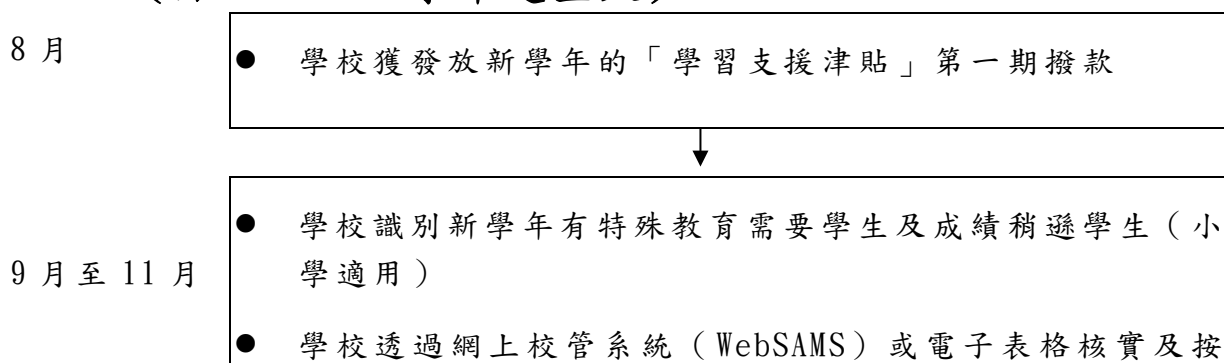 8 月
● 學校獲發放新學年的「學習支援津貼」第一期撥款
9 月至 11 月
● 學校識別新學年有特殊教育需要學生及成績稍遜學生（小
學適用）
● 學校透過網上校管系統（WebSAMS）或電子表格核實及按